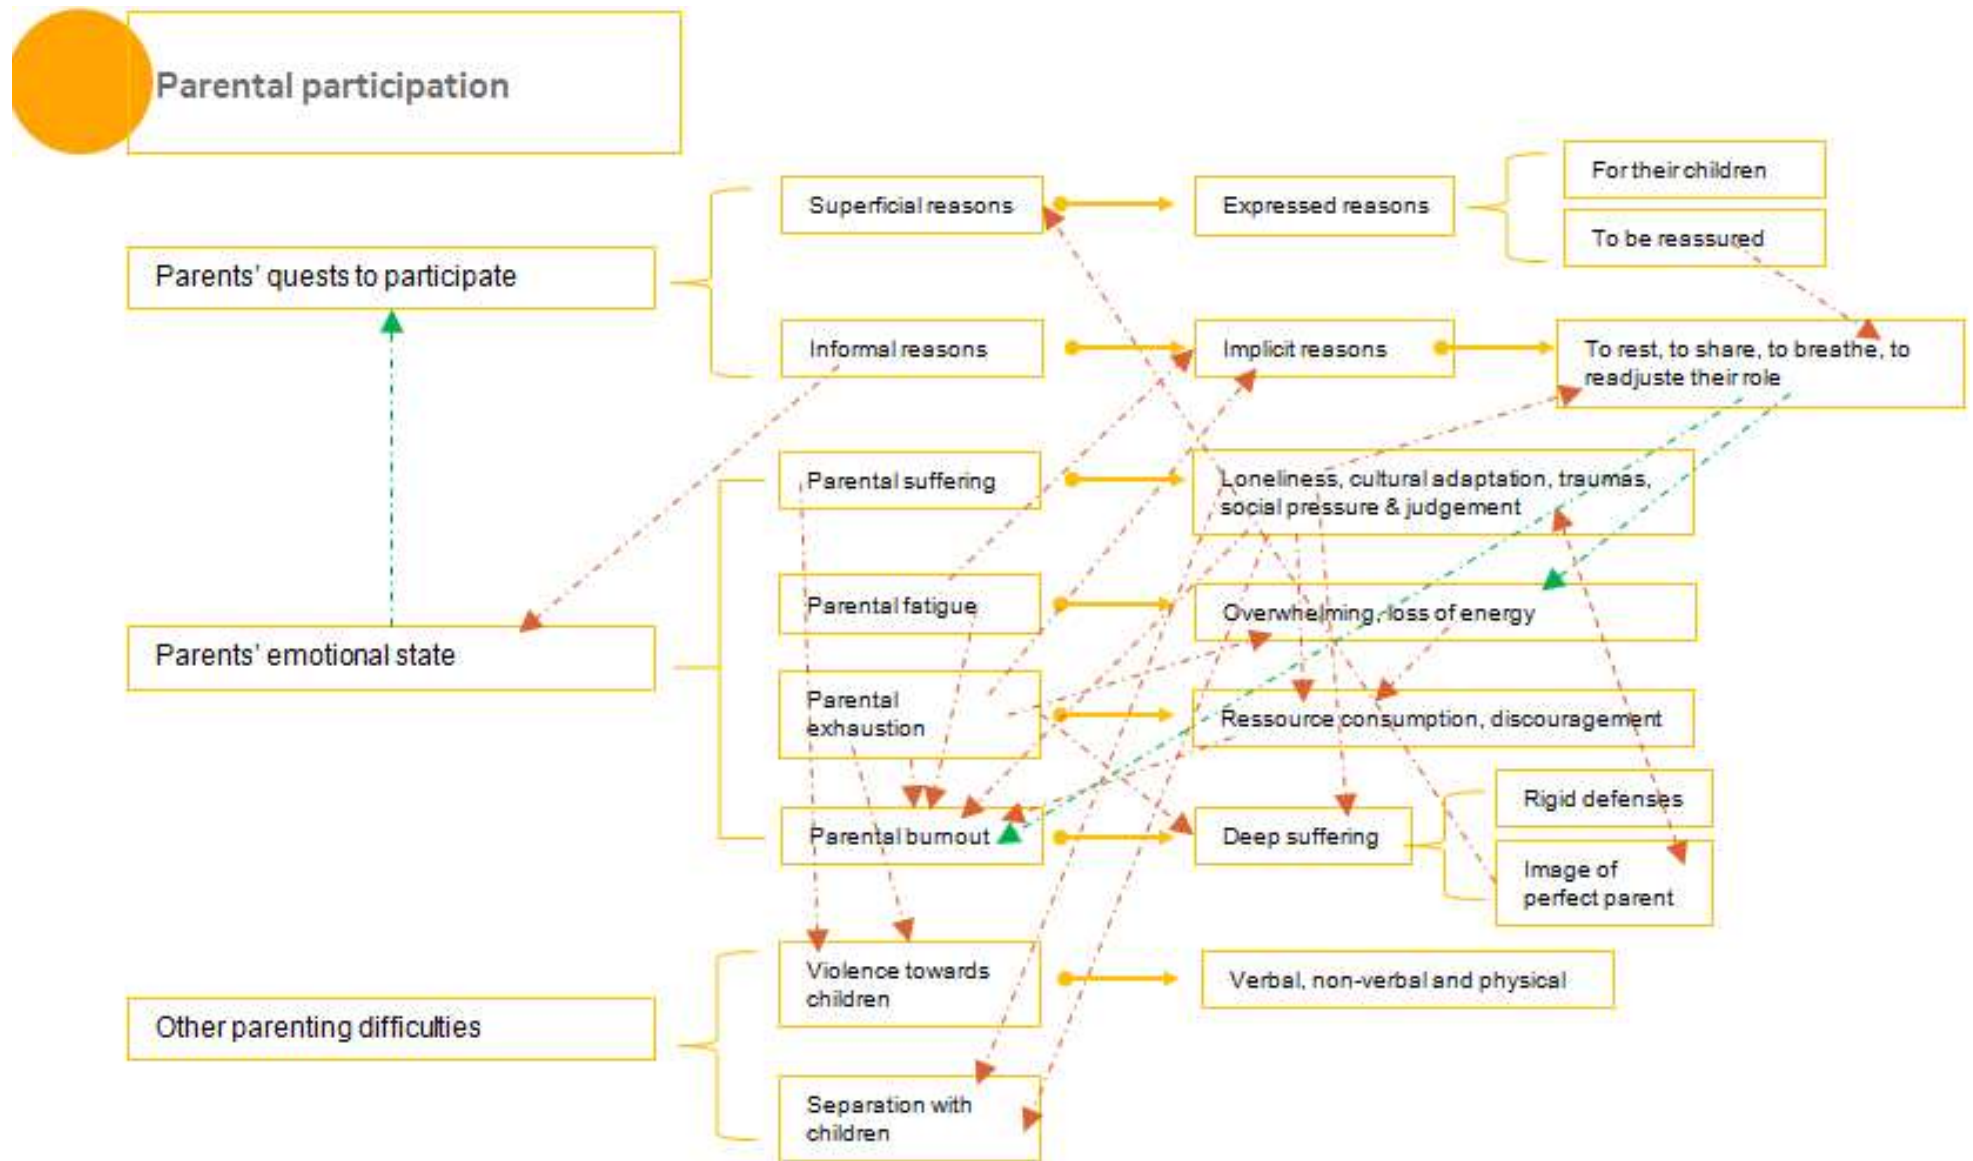 Parental participation
For their children
Superficial reasons
Expressed reasons
To be reassured
Parents' quests to participate
Informal reasons
Implicit reasons
To rest, to share, to breathe, to
readjuste their role
Parental suffering
Loneliness, cultural adaptation, traumas,
social pressure & judgement
Parental fatigue
Overwhelming, loss of energy
Parents' emotional state
Parental
exhaustion
Ressource consumption, discouragement
Rigid defenses
Parental burnout
Deep suffering
Image of
perfect parent
Violence towards
children
Verbal, non-verbal and physical
Other parenting difficulties
Separation with
children